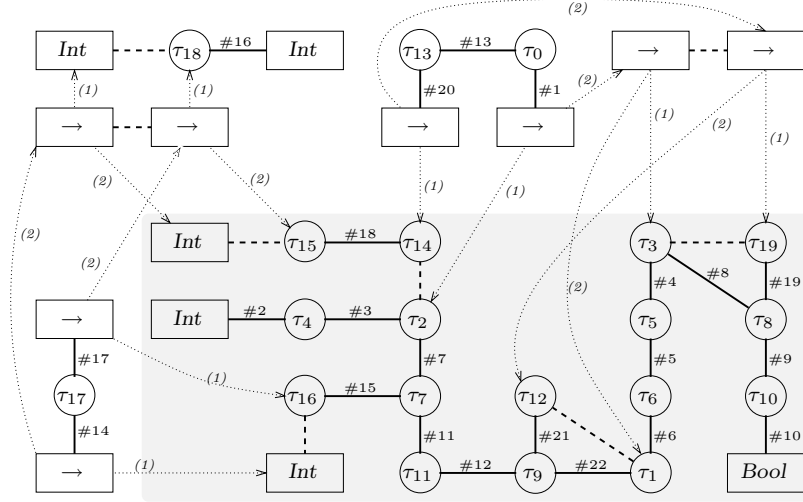 (2)
Int τ18 #16 Int τ13 #13 τ0 → →
(1) (1) #20 #1 (2)
→ → → → (2)
(1) (1)
(2) (2) (1) (1)
Int τ15 #18 τ14 τ3 τ19
(2) #8
(2) #4 #19
(2)
→ Int #2 τ4 #3 τ2 τ5 τ8
#17 #7 #5 #9
(1)
τ17 τ16 #15 τ7 τ12 τ6 τ10
#14 #11 #21 #6 #10
→ (1) Int τ11 #12 τ9 #22 τ1 Bool